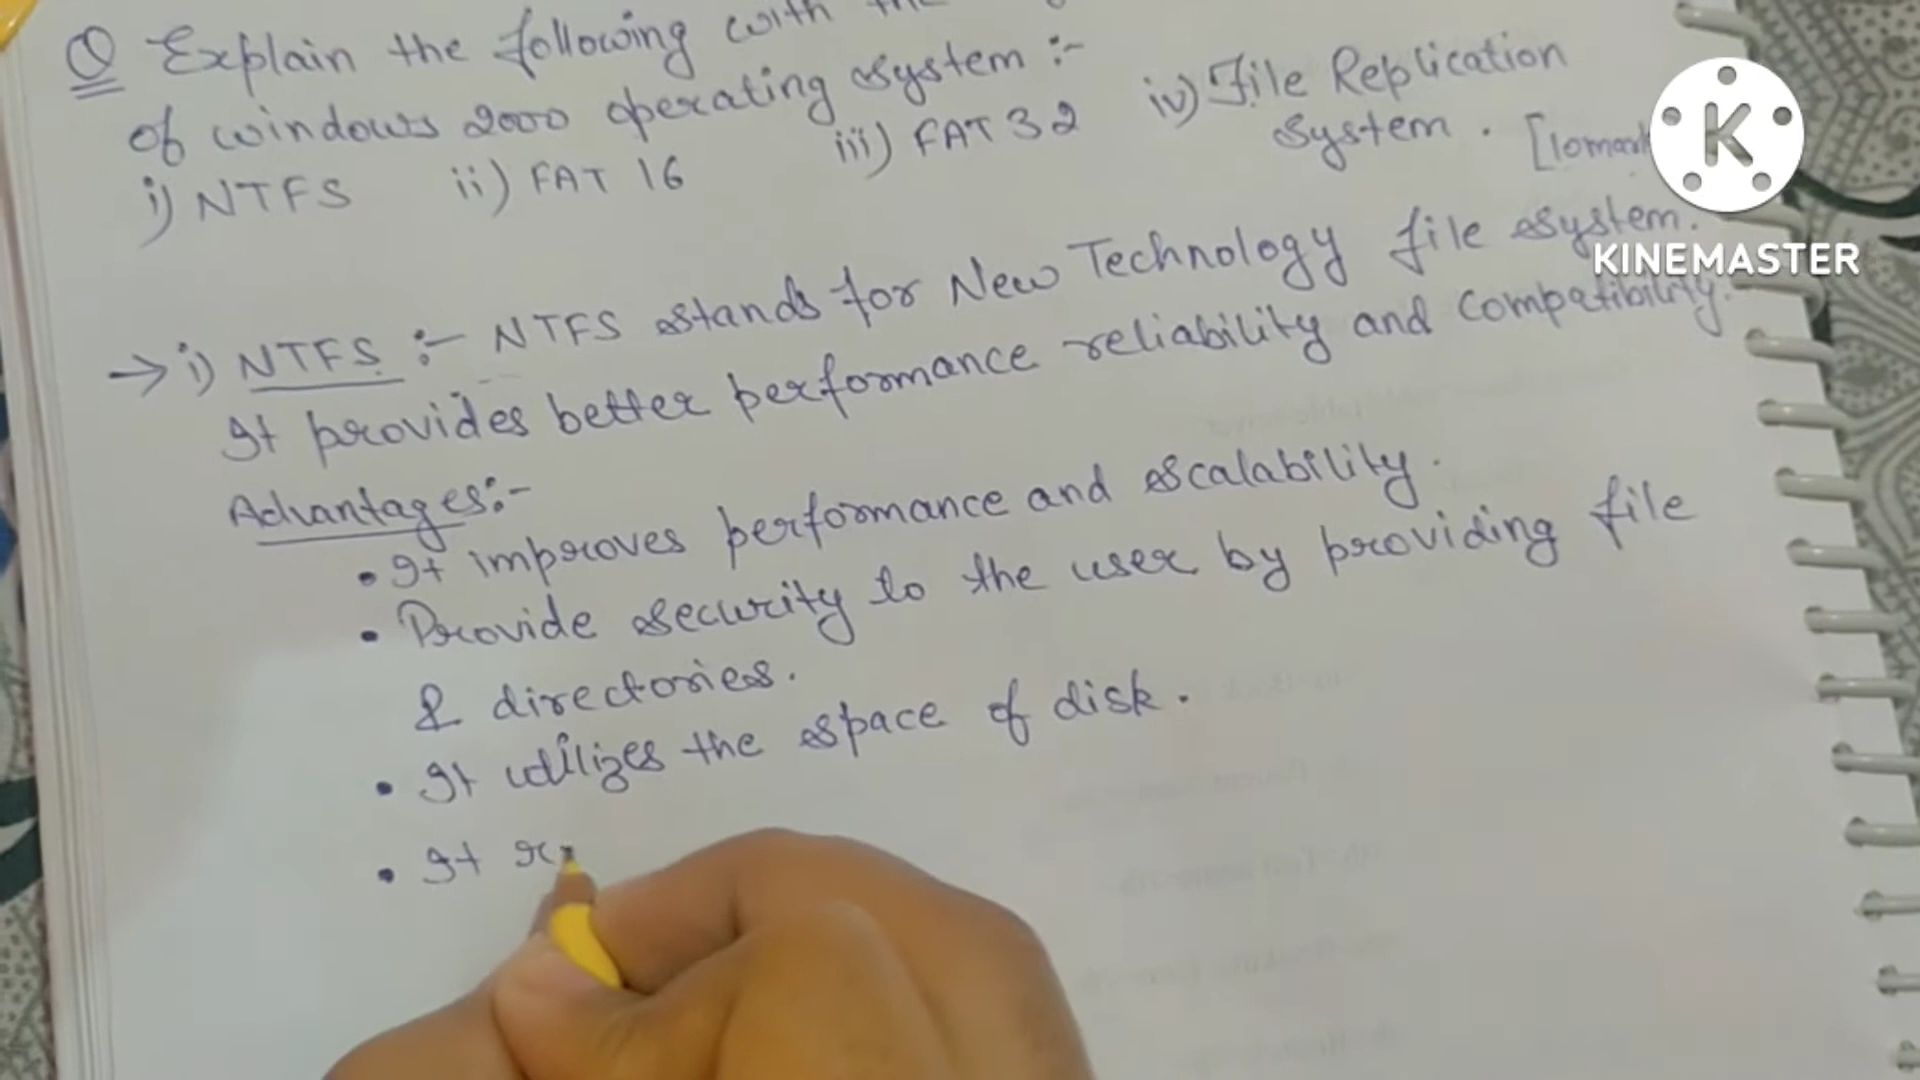 Q Explain the following with
of windows 2000 operating system :-
i) NTFS ii) FAT 16 iii) FAT 32 iv) File Replication
system. [10
KINEMASTER
→ i) NTFS :- NTFS stands for New Technology file system.
It provides better performance reliability and compatibility.
Advantages:-
• It improves performance and scalability.
• Provide security to the user by providing file
& directories.
• It utilizes the space of disk.
• It